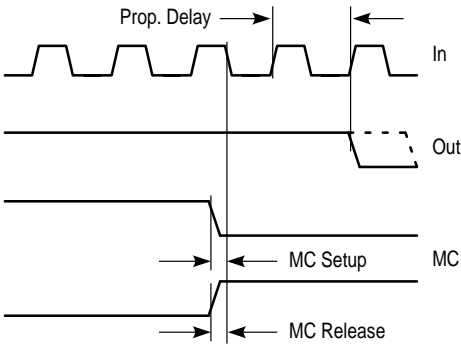 Prop. Delay
In
Out
MC Setup
MC
MC Release